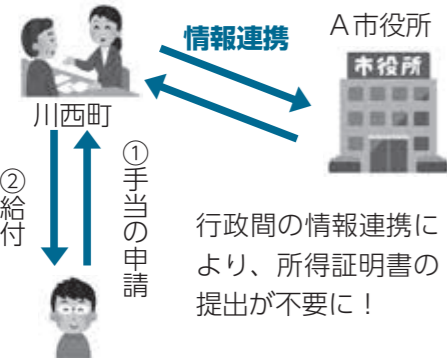 情報連携
A市役所
市役所
川西町
①手当の申請
②給付
行政間の情報連携に
より、所得証明書の
提出が不要に！